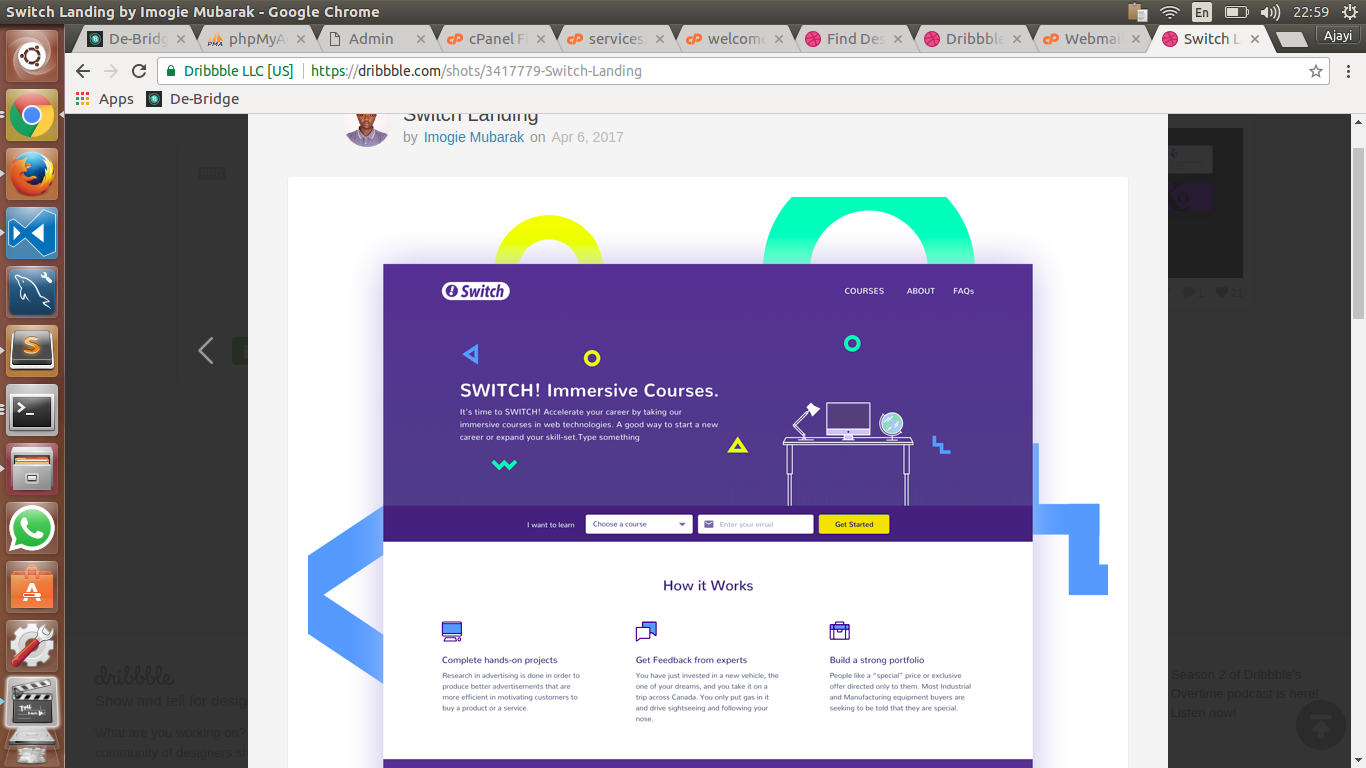 Switch Landing by Imogie Mubarak - Google Chrome
En
22:59
De-Bridg
phpMyA
Admin
cPanel F
services.
welcome
Find Des
Dribbble
Webmai
Switch L
Ajayi
Dribbble LLC [US]
https://dribbble.com/shots/3417779-Switch-Landing
Apps
De-Bridge
Switch Landing
by Imogie Mubarak on Apr 6, 2017
Switch
COURSES
ABOUT
FAQs
SWITCH! Immersive Courses.
It's time to SWITCH! Accelerate your career by taking our
immersive courses in web technologies. A good way to start a new
career or expand your skill-set.Type something
I want to learn
Choose a course
Enter your email
Get Started
How it Works
Complete hands-on projects
Research in advertising is done in order to
produce better advertisements that are
more efficient in motivating customers to
buy a product or a service.
Get Feedback from experts
You have just invested in a new vehicle, the
one of your dreams, and you take it on a
trip across Canada. You only put gas in it
and drive sightseeing and following your
nose.
Build a strong portfolio
People like a “special” price or exclusive
offer directed only to them. Most Industrial
and Manufacturing equipment buyers are
seeking to be told that they are special.
dribbble
Show and tell for desig
What are you working on?
community of designers s
Season 2 of Dribbble's
Overtime podcast is here!
Listen now!